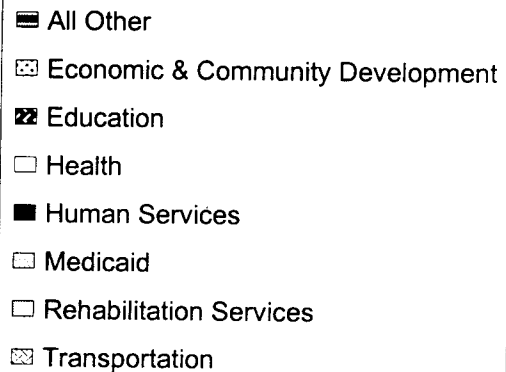 All Other
Economic & Community Development
Education
Health
Human Services
Medicaid
Rehabilitation Services
Transportation